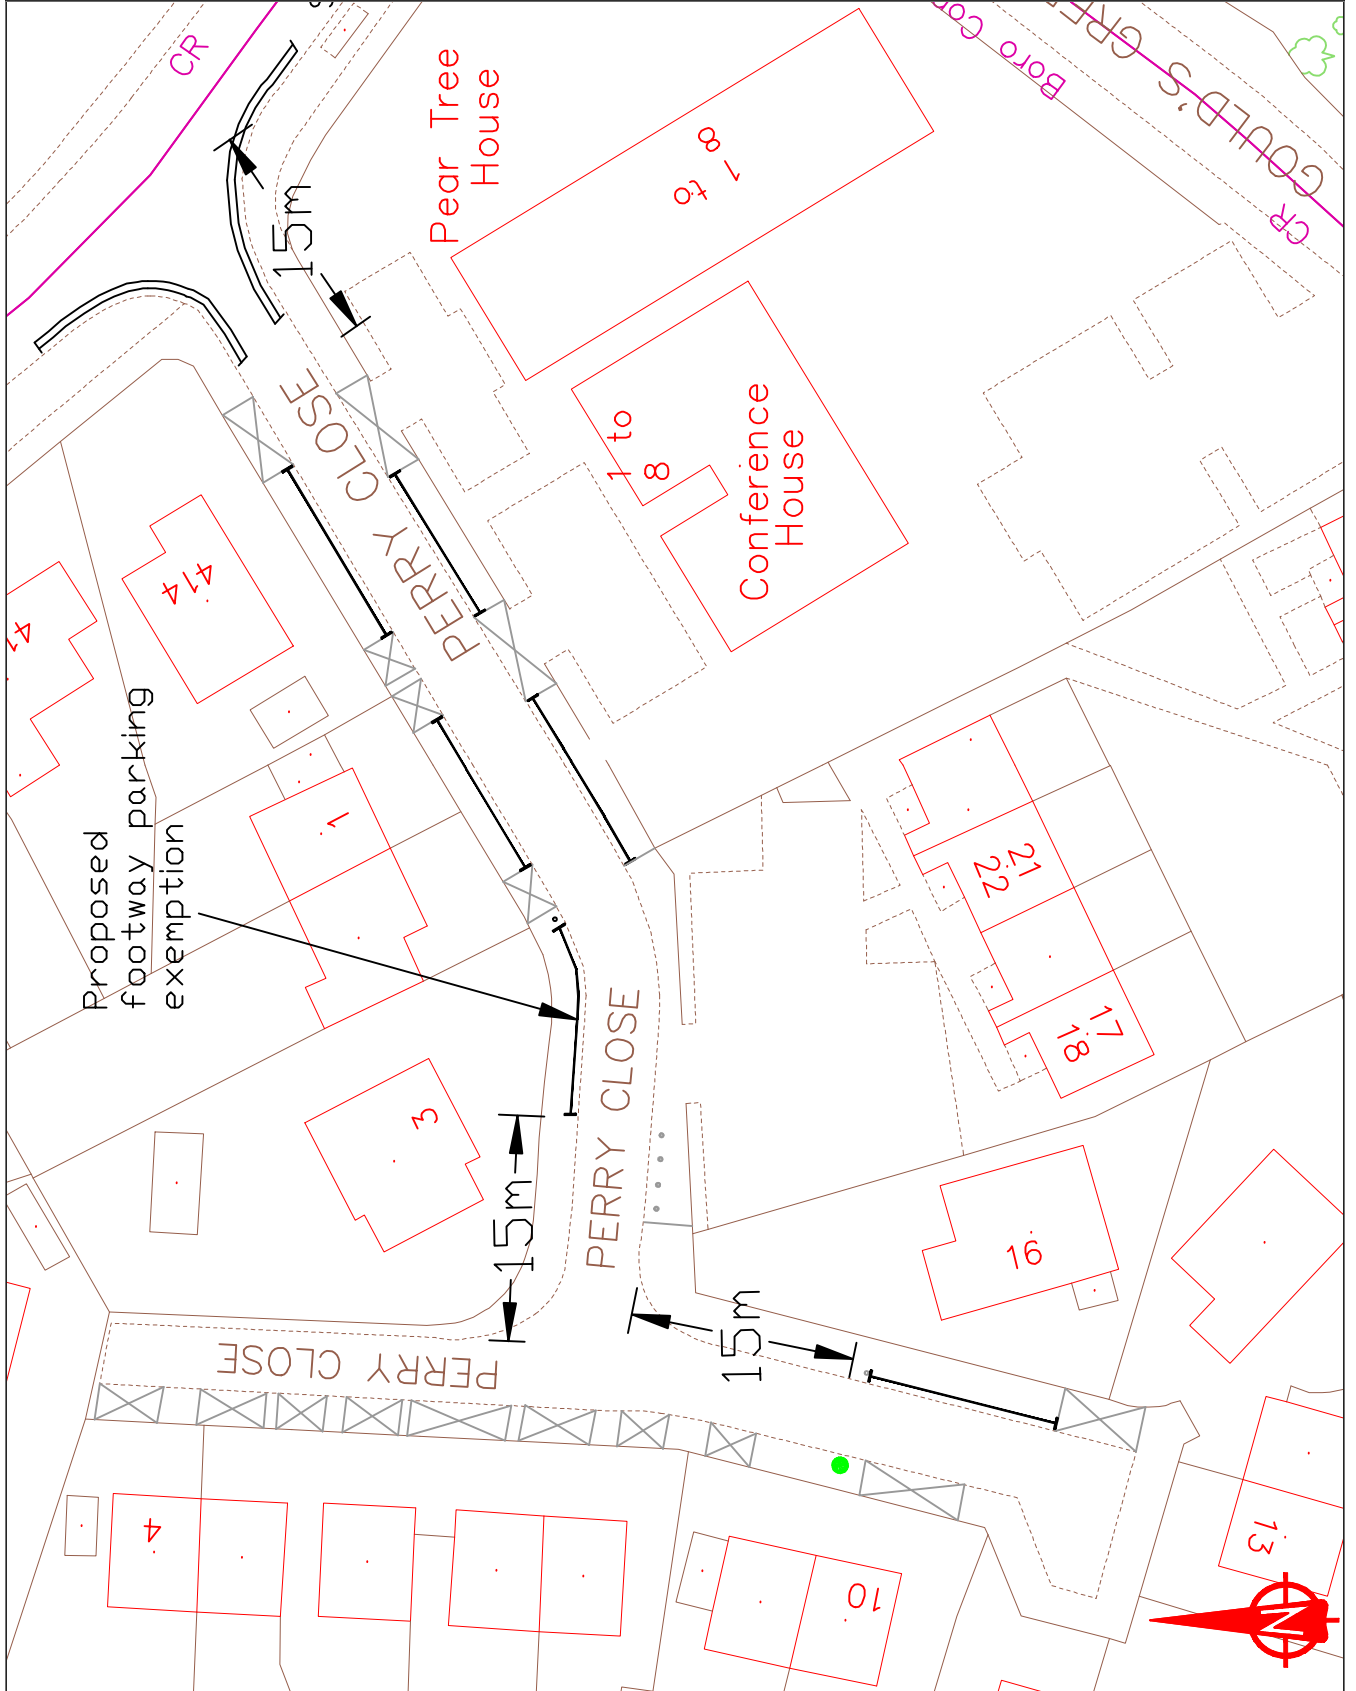 CR
Pear Tree
House
1 to
8
Boro Con
GOULD'S GREE
CR
15m
PERRY CLOSE
1 to
8
Conference
House
414
41
Proposed
footway parking
exemption
1
3
PERRY CLOSE
15m
21
22
17
18
16
15m
PERRY CLOSE
4
10
13
N